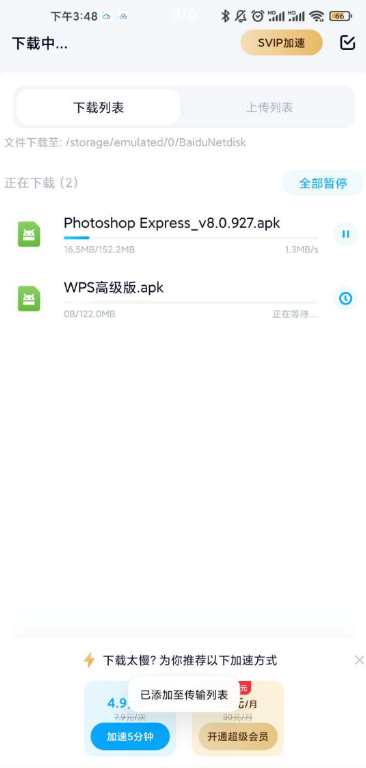 下午3:48 3/6 HD HD 66
下载中... SVIP加速
下载列表 上传列表
文件下载至: /storage/emulated/0/BaiduNetdisk
正在下载 (2) 全部暂停
Photoshop Express_v8.0.927.apk
16.5MB/152.2MB 1.3MB/s
WPS高级版.apk
0B/122.0MB 正在等待...
下载太慢? 为你推荐以下加速方式
已添加至传输列表
4.9 元/月
7.9元/次 30元/月
加速5分钟 开通超级会员